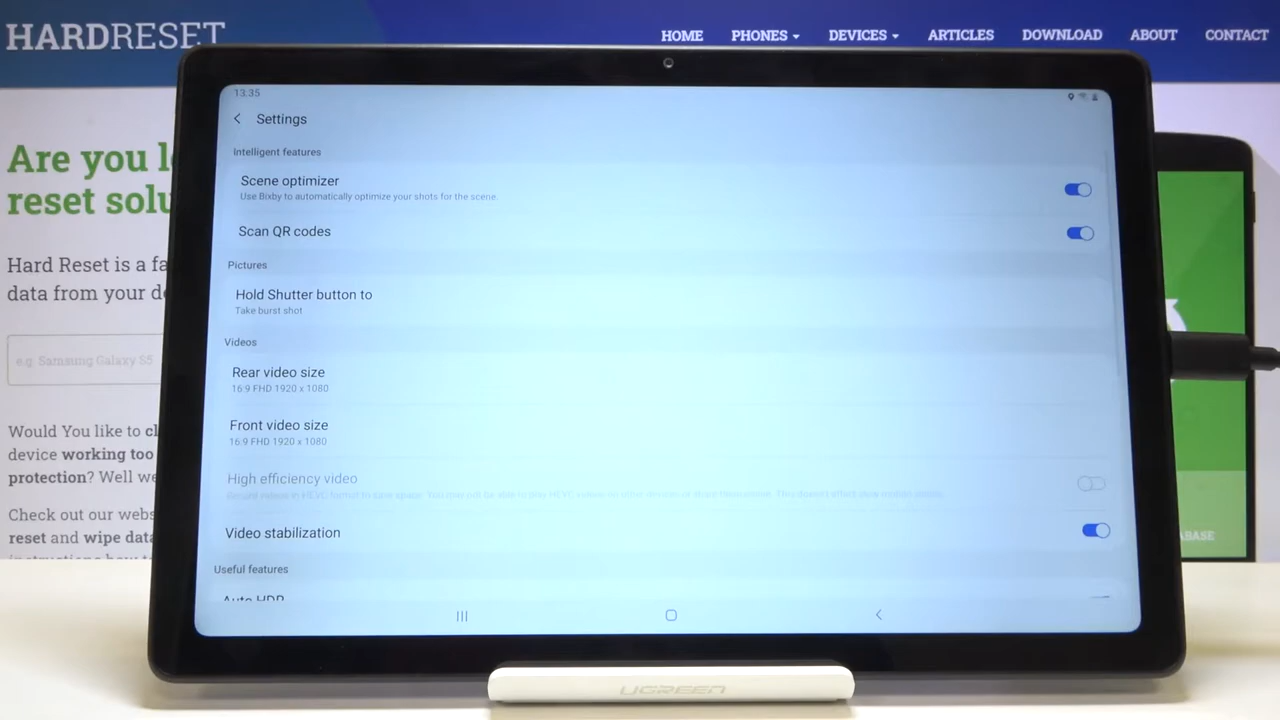 HARDRESET
HOME PHONES DEVICES ARTICLES DOWNLOAD ABOUT CONTACT
Are you l
reset solu
Hard Reset is a fa
data from your de
e.g. Samsung Galaxy S5
Would You like to cl
device working too
protection? Well we
Check out our webs
reset and wipe data
13:35
Settings
Intelligent features
Scene optimizer
Use Bixby to automatically optimize your shots for the scene.
Scan QR codes
Pictures
Hold Shutter button to
Take burst shot
Videos
Rear video size
16:9 FHD 1920 x 1080
Front video size
16:9 FHD 1920 x 1080
High efficiency video
Video stabilization
Useful features
Auto HDR
ABASE
UGREEN